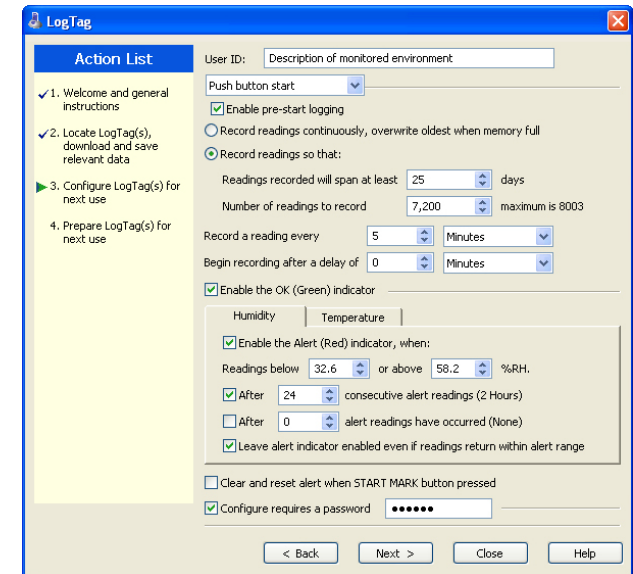 LogTag
Action List
1. Welcome and general
instructions
2. Locate LogTag(s),
download and save
relevant data
3. Configure LogTag(s) for
next use
4. Prepare LogTag(s) for
next use
User ID: Description of monitored environment
Push button start
Enable pre-start logging
Record readings continuously, overwrite oldest when memory full
Record readings so that:
Readings recorded will span at least 25 days
Number of readings to record 7,200 maximum is 8003
Record a reading every 5 Minutes
Begin recording after a delay of 0 Minutes
Enable the OK (Green) indicator
Humidity Temperature
Enable the Alert (Red) indicator, when:
Readings below 32.6 or above 58.2 %RH.
After 24 consecutive alert readings (2 Hours)
After 0 alert readings have occurred (None)
Leave alert indicator enabled even if readings return within alert range
Clear and reset alert when START MARK button pressed
Configure requires a password ●●●●●●
< Back Next > Close Help